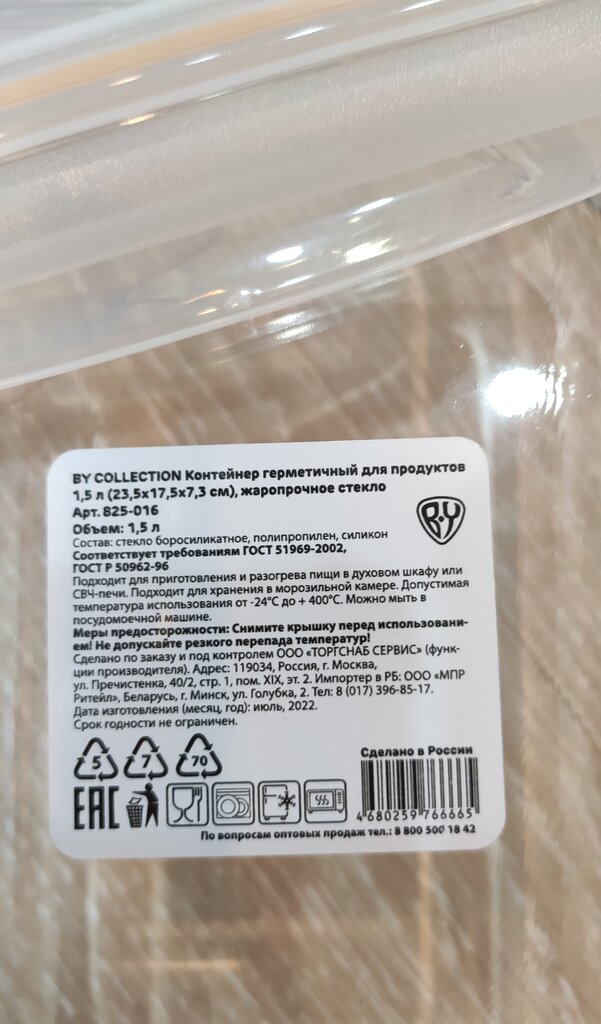 BY COLLECTION Контейнер герметичный для продуктов
1,5 л (23,5х17,5х7,3 см), жаропрочное стекло
Арт. 825-016
Объем: 1,5 л
Состав: стекло боросиликатное, полипропилен, силикон
Соответствует требованиям ГОСТ 51969-2002,
ГОСТ Р 50962-96
Подходит для приготовления и разогрева пищи в духовом шкафу или
СВЧ-печи. Подходит для хранения в морозильной камере. Допустимая
температура использования от -24°С до + 400°С. Можно мыть в
посудомоечной машине.
Меры предосторожности: Снимите крышку перед использовани-
ем! Не допускайте резкого перепада температур!
Сделано по заказу и под контролем ООО «ТОРГСНАБ СЕРВИС» (функ-
ции производителя). Адрес: 119034, Россия, г. Москва,
ул. Пречистенка, 40/2, стр. 1, пом. XIX, эт. 2. Импортер в РБ: ООО «МПР
Ритейл», Беларусь, г. Минск, ул. Голубка, 2. Тел: 8 (017) 396-85-17.
Дата изготовления (месяц, год): июль, 2022.
Срок годности не ограничен.
B·Y
5 7 70
Сделано в России
EAC
4 680259 766665
По вопросам оптовых продаж тел.: 8 800 500 18 42